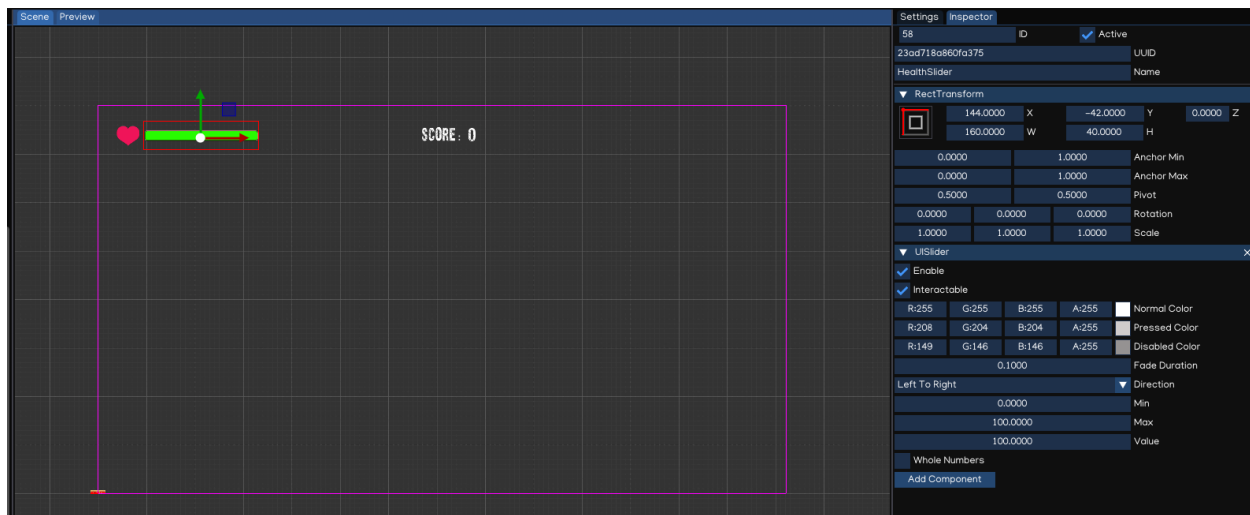 Scene Preview
SCORE: 0
Settings Inspector
58 ID Active
23ad718a860fa375 UUID
HealthSlider Name
RectTransform
144.0000 X -42.0000 Y 0.0000 Z
160.0000 W 40.0000 H
0.0000 1.0000 Anchor Min
0.0000 1.0000 Anchor Max
0.5000 0.5000 Pivot
0.0000 0.0000 0.0000 Rotation
1.0000 1.0000 1.0000 Scale
UISlider
Enable
Interactable
R:255 G:255 B:255 A:255 Normal Color
R:208 G:204 B:204 A:255 Pressed Color
R:149 G:146 B:146 A:255 Disabled Color
0.1000 Fade Duration
Left To Right Direction
0.0000 Min
100.0000 Max
100.0000 Value
Whole Numbers
Add Component